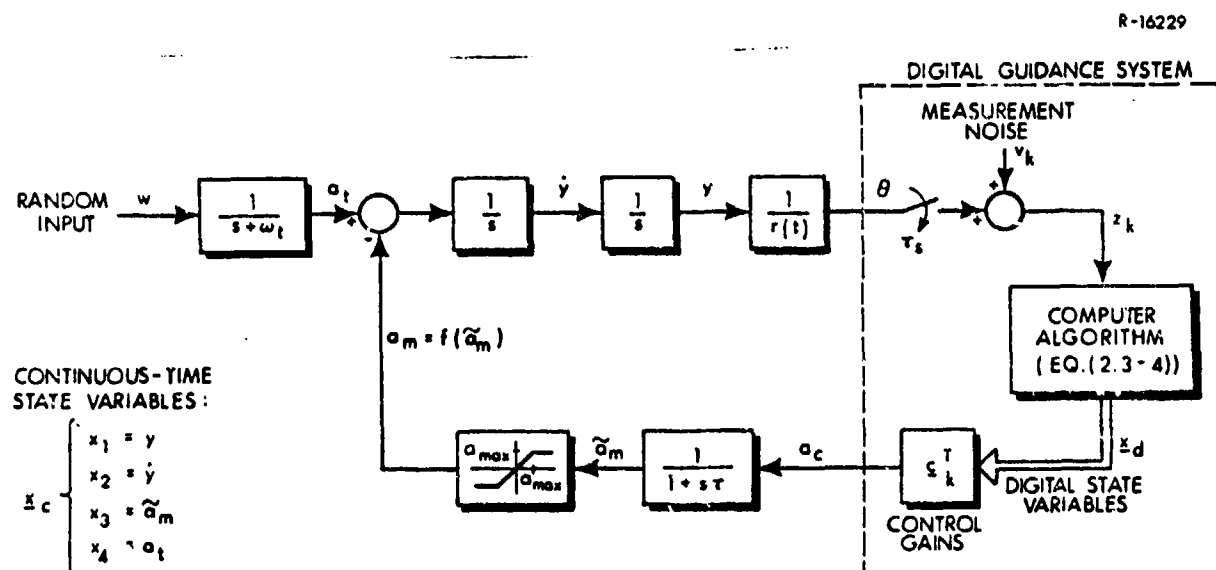 R-16229
DIGITAL GUIDANCE SYSTEM
MEASUREMENT
NOISE
v_k
RANDOM
INPUT
w
1
s + ω_t
a_t
+
-
1
s
ẏ
1
s
y
1
r(t)
θ
τ_s
+
+
z_k
COMPUTER
ALGORITHM
(EQ.(2.3-4))
a_m = f(ã_m)
CONTINUOUS-TIME
STATE VARIABLES:
x_c
x_1 = y
x_2 = ẏ
x_3 = ã_m
x_4 = a_t
a_max
a_max
ã_m
1
1 + sτ
a_c
c_k^T
x_d
DIGITAL STATE
VARIABLES
CONTROL
GAINS